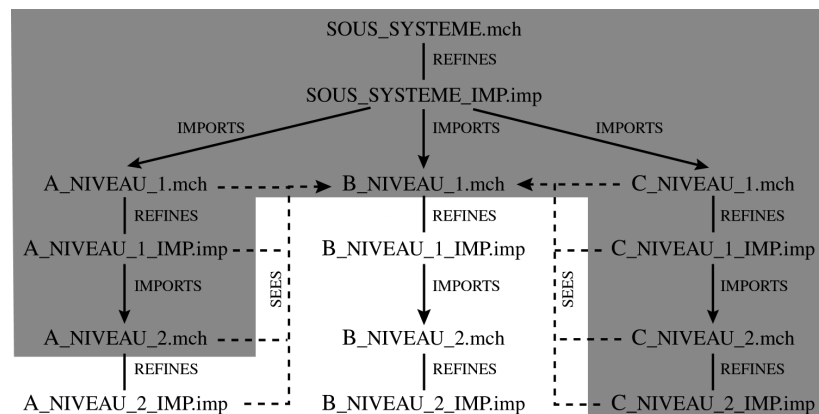 SOUS_SYSTEME.mch
REFINES
SOUS_SYSTEME_IMP.imp
IMPORTS IMPORTS IMPORTS
A_NIVEAU_1.mch B_NIVEAU_1.mch C_NIVEAU_1.mch
REFINES REFINES REFINES
A_NIVEAU_1_IMP.imp B_NIVEAU_1_IMP.imp C_NIVEAU_1_IMP.imp
IMPORTS SEES IMPORTS SEES IMPORTS
A_NIVEAU_2.mch B_NIVEAU_2.mch C_NIVEAU_2.mch
REFINES REFINES REFINES
A_NIVEAU_2_IMP.imp B_NIVEAU_2_IMP.imp C_NIVEAU_2_IMP.imp